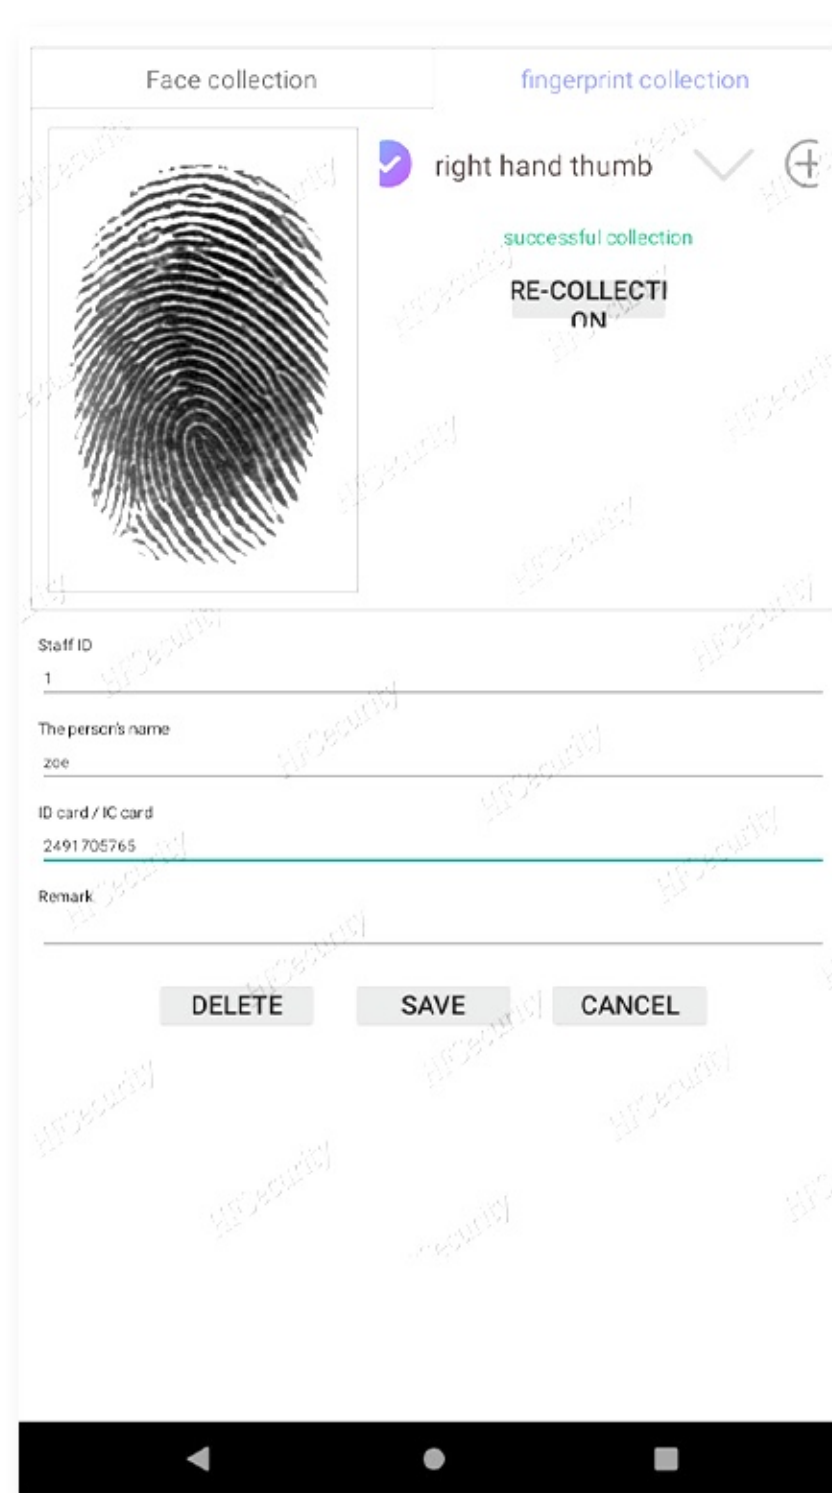 Face collection
fingerprint collection
right hand thumb
successful collection
RE-COLLECTI
ON
Staff ID
1
The person's name
zoe
ID card / IC card
2491705765
Remark
DELETE
SAVE
CANCEL
HFSecurity